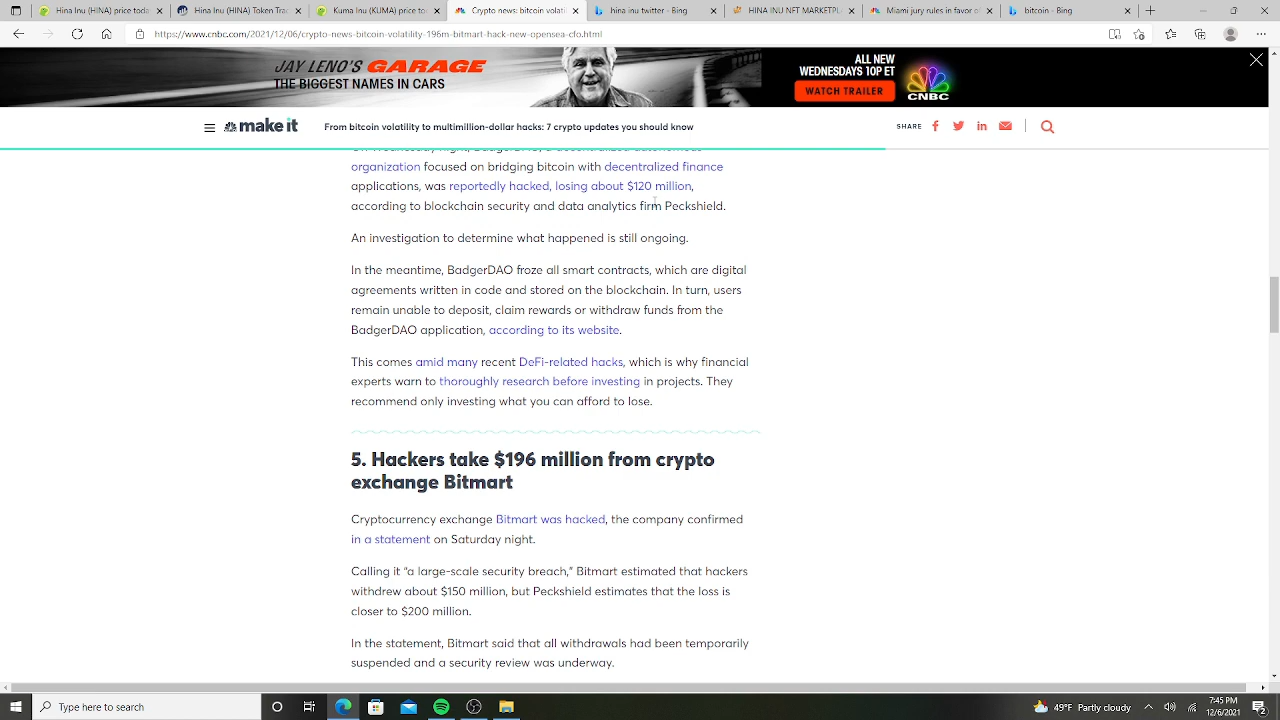 Hina Inu (HINA) price today
Hina Inu (HINA) Token Tra
Kuma Inu (KUMA)
Crypto updates: Bitcoin volati
hina inu twitter - Bing
HINA INU NFT MARKETPL
Miami jury rules in favor
bitcoin - Bing
https://www.cnbc.com/2021/12/06/crypto-news-bitcoin-volatility-196m-bitmart-hack-new-opensea-cfo.html
JAY LENO'S GARAGE
THE BIGGEST NAMES IN CARS
ALL NEW
WEDNESDAYS 10P ET
WATCH TRAILER
CNBC
make it
From bitcoin volatility to multimillion-dollar hacks: 7 crypto updates you should know
SHARE
organization focused on bridging bitcoin with decentralized finance
applications, was reportedly hacked, losing about $120 million,
according to blockchain security and data analytics firm Peckshield.
An investigation to determine what happened is still ongoing.
In the meantime, BadgerDAO froze all smart contracts, which are digital
agreements written in code and stored on the blockchain. In turn, users
remain unable to deposit, claim rewards or withdraw funds from the
BadgerDAO application, according to its website.
This comes amid many recent DeFi-related hacks, which is why financial
experts warn to thoroughly research before investing in projects. They
recommend only investing what you can afford to lose.
5. Hackers take $196 million from crypto
exchange Bitmart
Cryptocurrency exchange Bitmart was hacked, the company confirmed
in a statement on Saturday night.
Calling it “a large-scale security breach,” Bitmart estimated that hackers
withdrew about $150 million, but Peckshield estimates that the loss is
closer to $200 million.
In the statement, Bitmart said that all withdrawals had been temporarily
suspended and a security review was underway.
Type here to search
49°F Partly cloudy
7:45 PM
12/6/2021